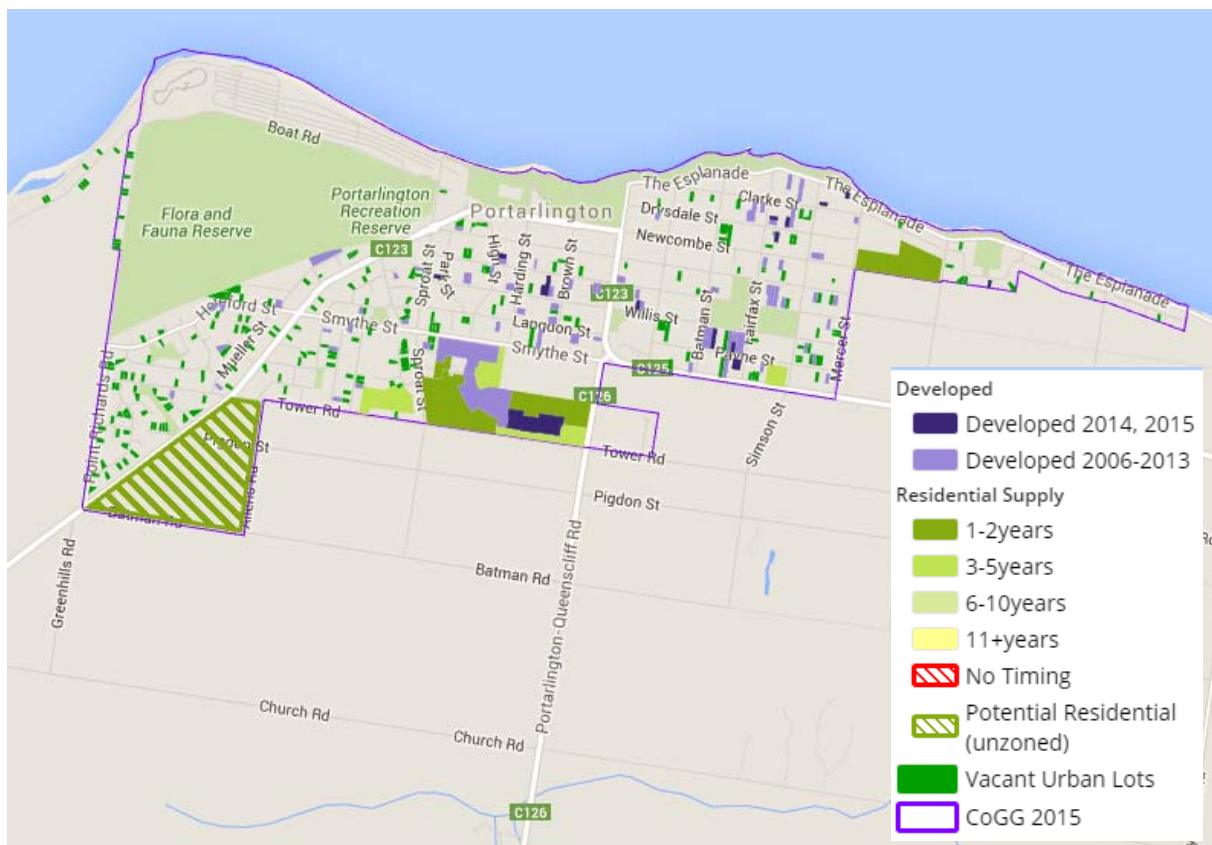 Boat Rd
Flora and
Fauna Reserve
Portarlington
Recreation
Reserve
Portarlington
The Esplanade
Clarke St
The Esplanade
The Esplanade
Drysdale St
Newcombe St
C123
C123
Sproat St
Park St
High St
Harding St
Brown St
Hereford St
Smythe St
Langdon St
Smythe St
Willis St
Batman St
Fairfax St
Payne St
Mercer St
Mueller St
Point Richards Rd
Sproat St
C125
C126
Tower Rd
Pigdon St
Allens Rd
Batman Rd
Simson St
Tower Rd
Pigdon St
Greenhills Rd
Batman Rd
Portarlington-Queenscliff Rd
Church Rd
Church Rd
C126
Developed
Developed 2014, 2015
Developed 2006-2013
Residential Supply
1-2years
3-5years
6-10years
11+years
No Timing
Potential Residential
(unzoned)
Vacant Urban Lots
CoGG 2015